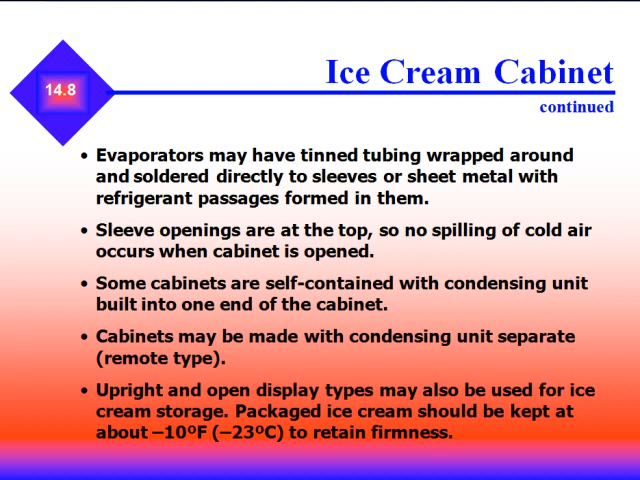 14.8
Ice Cream Cabinet
continued
• Evaporators may have tinned tubing wrapped around
and soldered directly to sleeves or sheet metal with
refrigerant passages formed in them.
• Sleeve openings are at the top, so no spilling of cold air
occurs when cabinet is opened.
• Some cabinets are self-contained with condensing unit
built into one end of the cabinet.
• Cabinets may be made with condensing unit separate
(remote type).
• Upright and open display types may also be used for ice
cream storage. Packaged ice cream should be kept at
about –10ºF (–23ºC) to retain firmness.